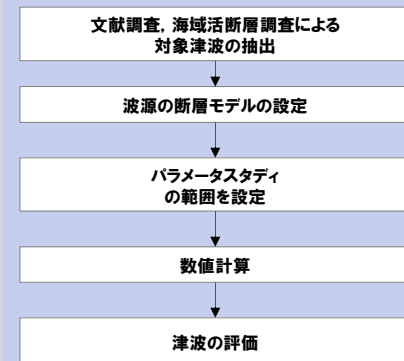 文献調査，海域活断層調査による
対象津波の抽出
波源の断層モデルの設定
パラメータスタディ
の範囲を設定
数値計算
津波の評価